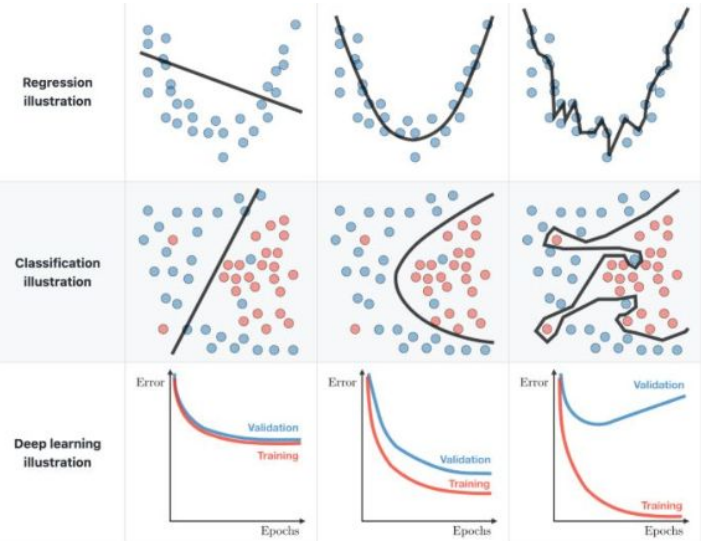 Regression
illustration
Classification
illustration
Deep learning
illustration
Error
Validation
Training
Epochs
Error
Validation
Training
Epochs
Error
Validation
Training
Epochs